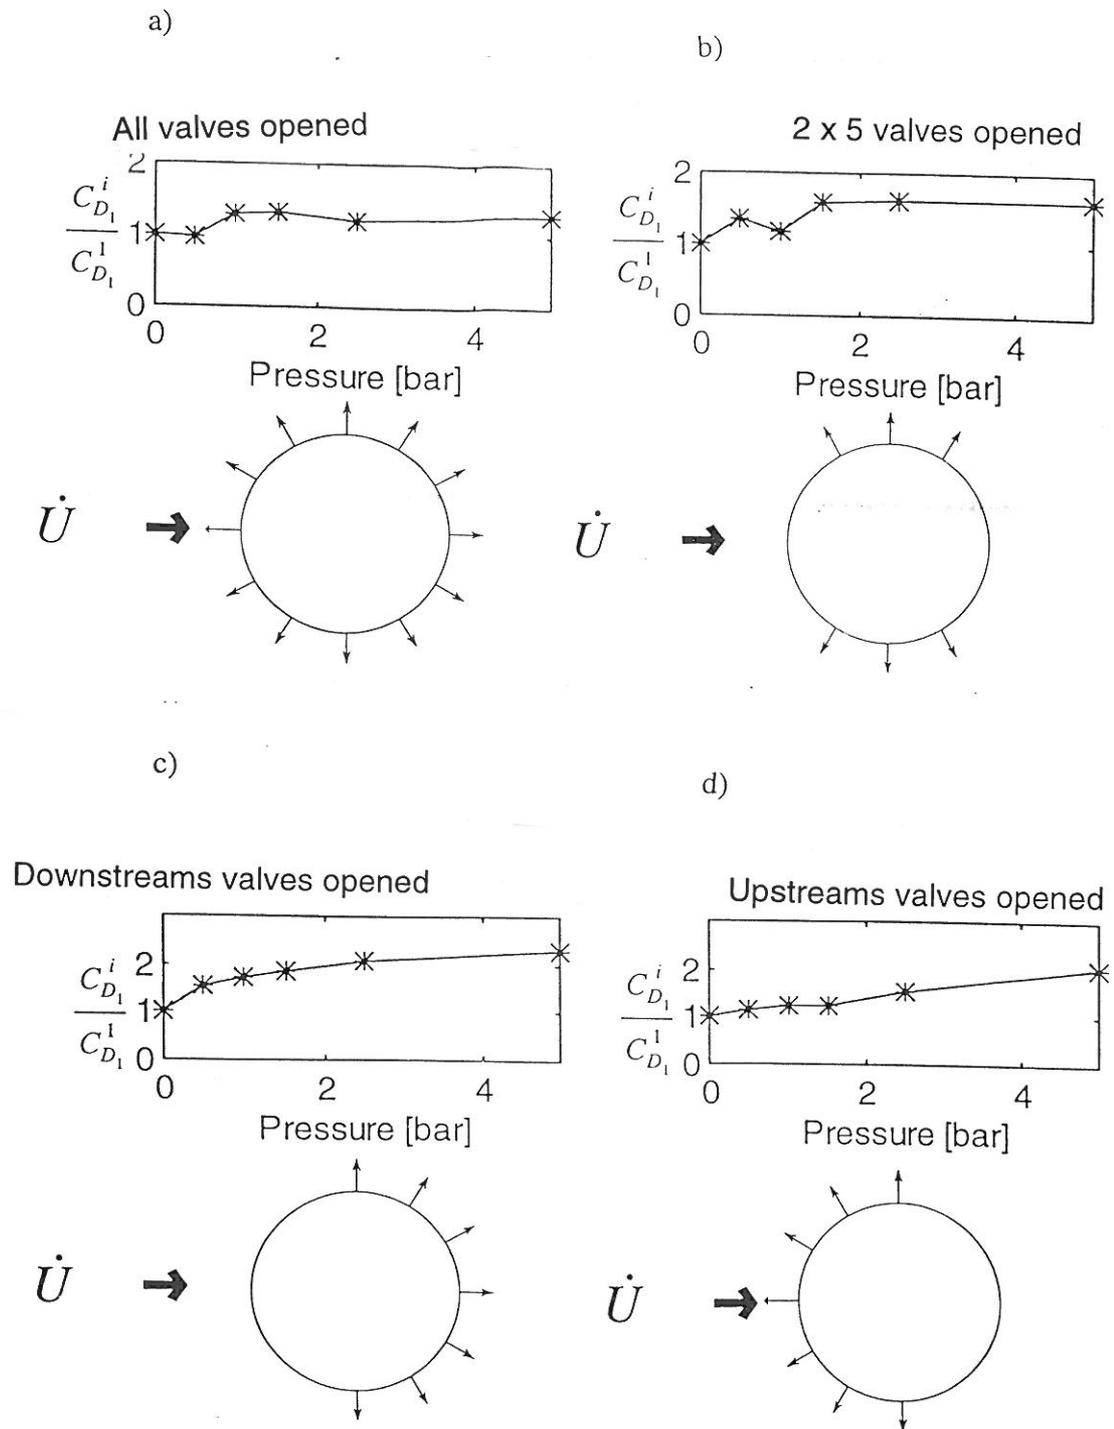 a)
All valves opened
2
C_{D_1}^{i}
C_{D_1}^{1}
1
0
0 2 4
Pressure [bar]
U̇
b)
2 x 5 valves opened
2
C_{D_1}^{i}
C_{D_1}^{1}
1
0
0 2 4
Pressure [bar]
U̇
c)
Downstreams valves opened
2
C_{D_1}^{i}
C_{D_1}^{1}
1
0
0 2 4
Pressure [bar]
U̇
d)
Upstreams valves opened
2
C_{D_1}^{i}
C_{D_1}^{1}
1
0
0 2 4
Pressure [bar]
U̇